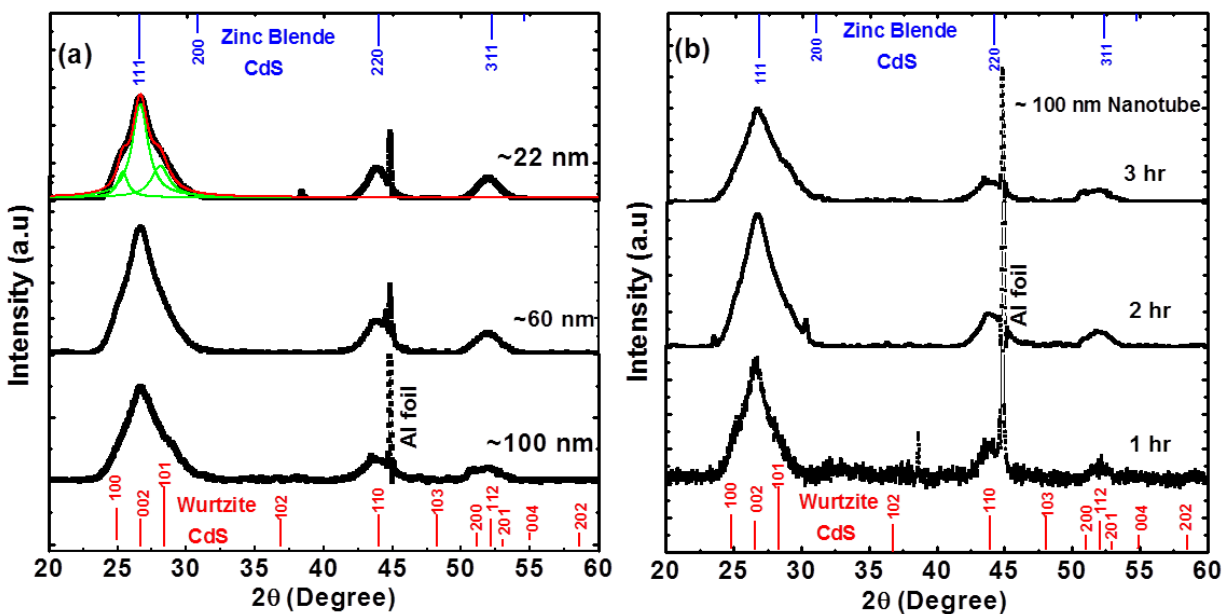 (a)
Zinc Blende
CdS
111
200
220
311
~22 nm
~60 nm
~100 nm
Al foil
Wurtzite
CdS
100
002
101
102
110
103
200
112
201
004
202
20 25 30 35 40 45 50 55 60
2θ (Degree)
Intensity (a.u)
(b)
Zinc Blende
CdS
111
200
220
311
~ 100 nm Nanotube
3 hr
2 hr
1 hr
Al foil
Wurtzite
CdS
100
002
101
102
110
103
200
112
201
004
202
20 25 30 35 40 45 50 55 60
2θ (Degree)
Intensity (a.u)